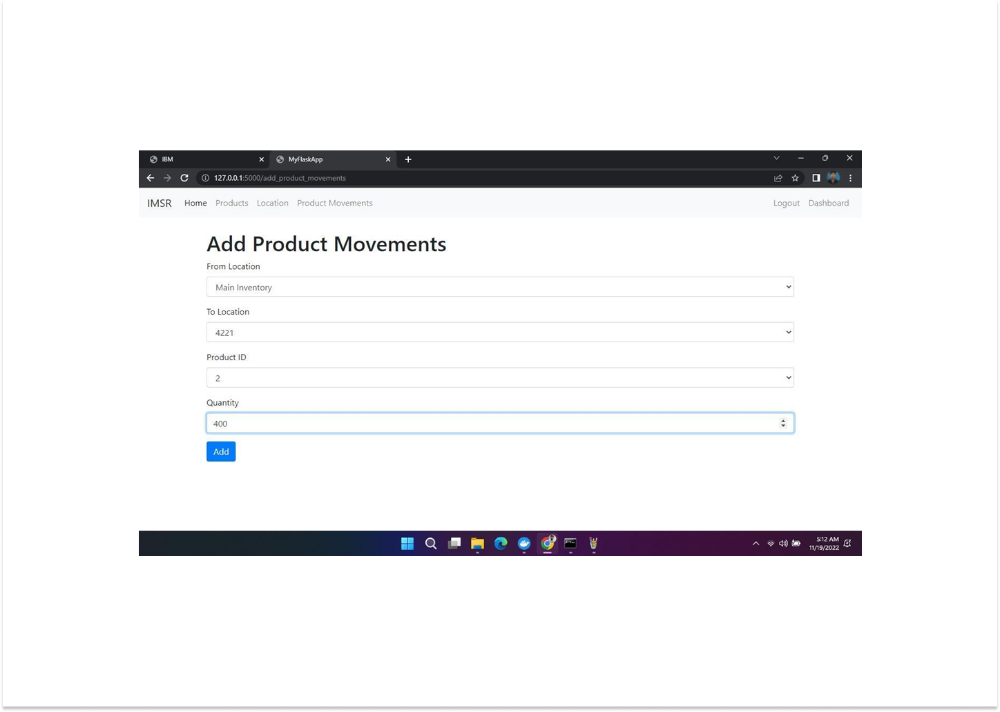 IBM
MyFlaskApp
127.0.0.1:5000/add_product_movements
IMSR Home Products Location Product Movements Logout Dashboard
Add Product Movements
From Location
Main Inventory
To Location
4221
Product ID
2
Quantity
400
Add
5:12 AM
11/19/2022